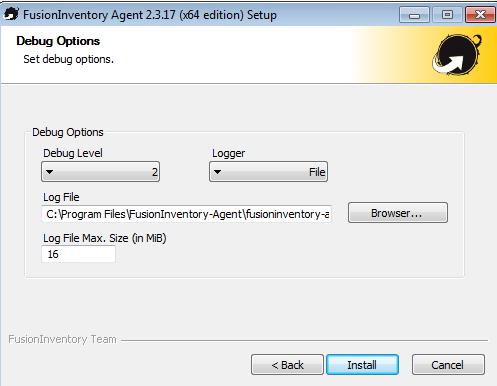 FusionInventory Agent 2.3.17 (x64 edition) Setup
Debug Options
Set debug options.
Debug Options
Debug Level
Logger
2
File
Log File
C:\Program Files\FusionInventory-Agent\fusioninventory-a
Browse...
Log File Max. Size (in MiB)
16
FusionInventory Team
< Back
Install
Cancel